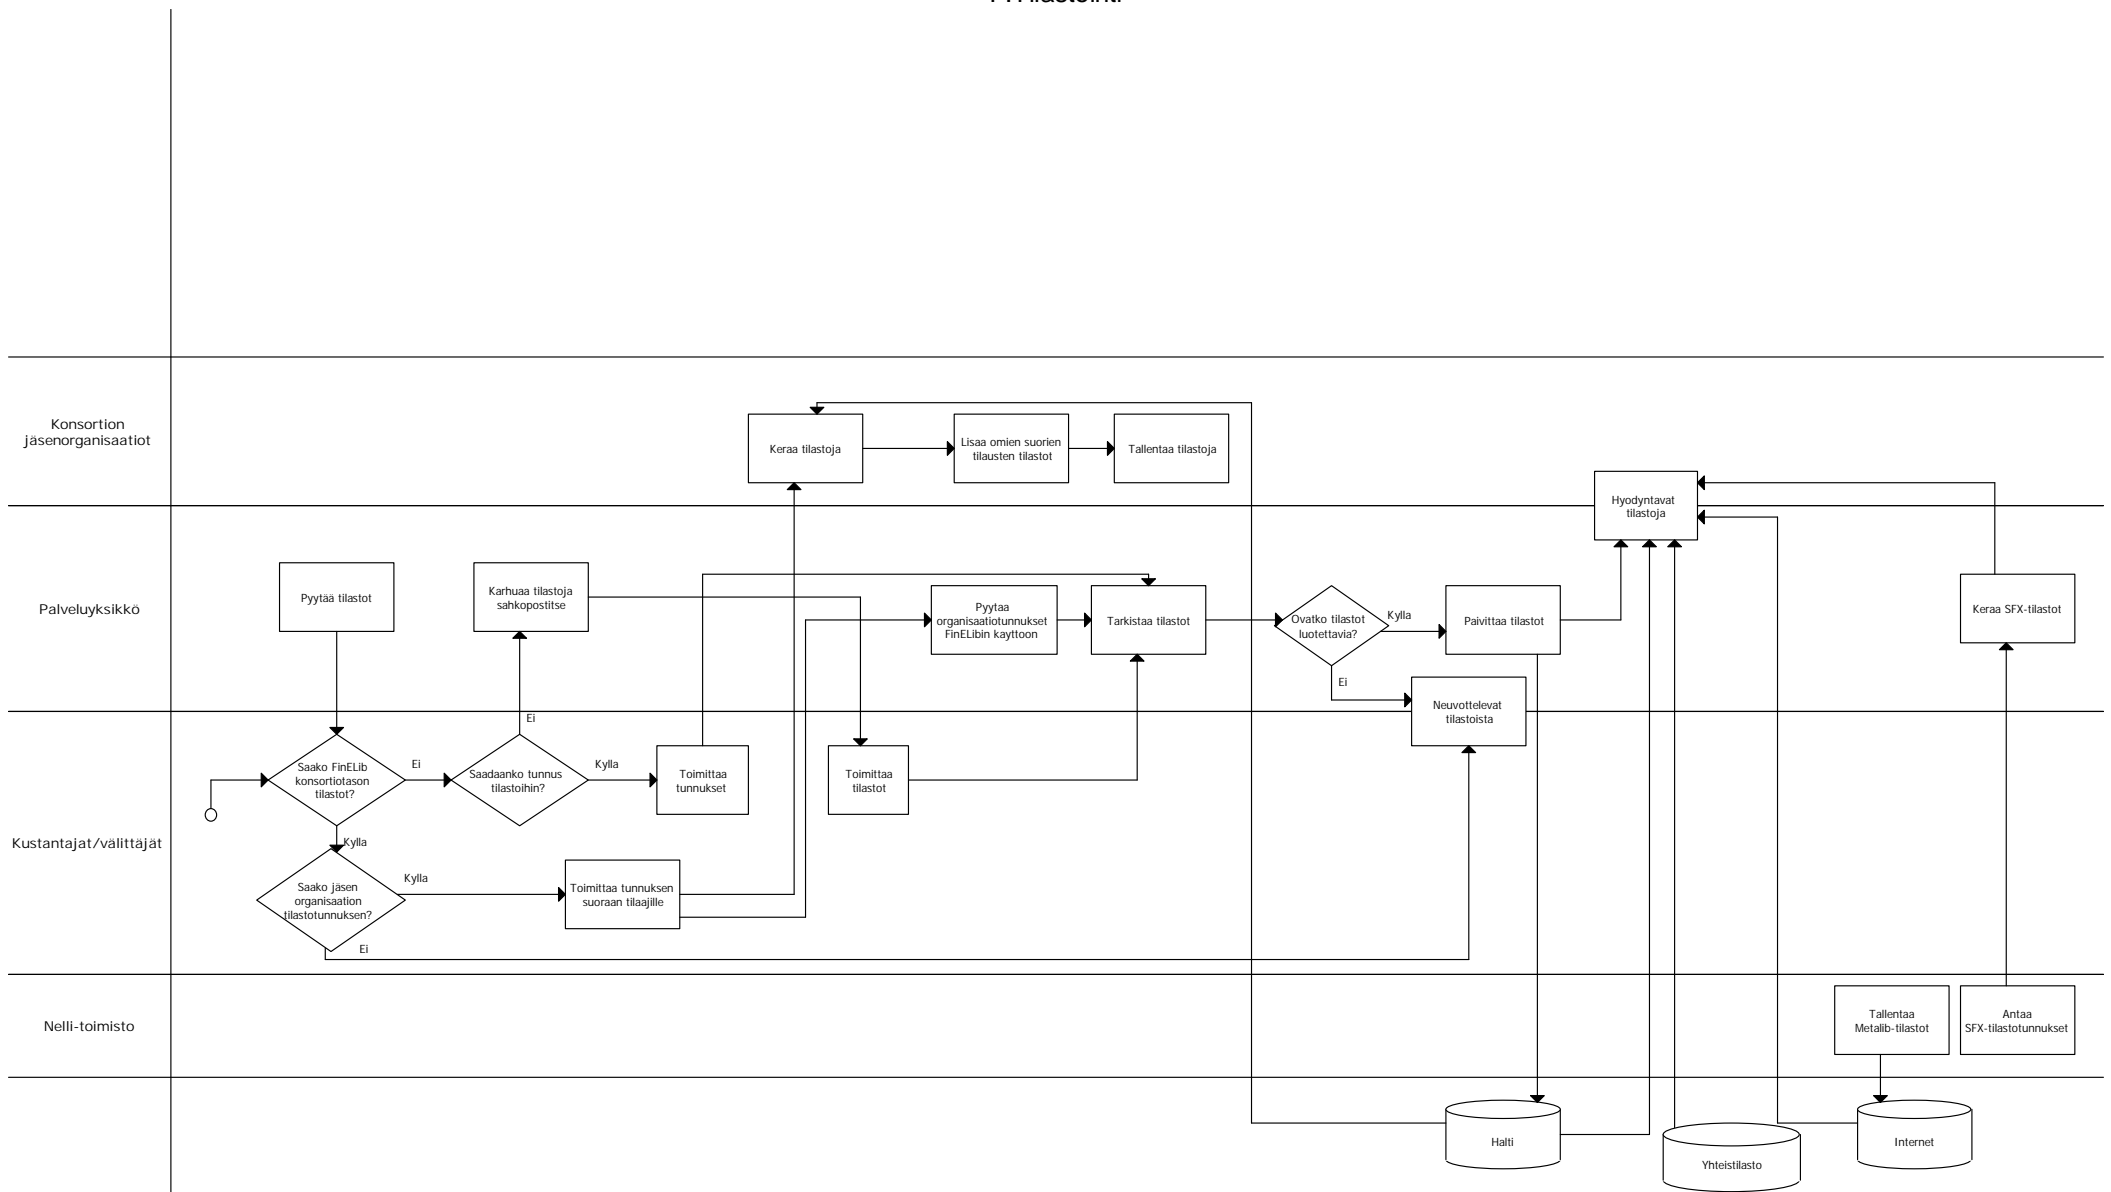 Konsortion
jäsenorganisaatiot
Keraa tilastoja
Lisaa omien suorien
tilausten tilastot
Tallentaa tilastoja
Hyodyntavat
tilastoja
Palveluyksikkö
Pyytää tilastot
Karhuaa tilastoja
sahkopostitse
Pyytaa
organisaatiotunnukset
FinELibin kayttoon
Tarkistaa tilastot
Ovatko tilastot
luotettavia?
Kylla
Ei
Paivittaa tilastot
Keraa SFX-tilastot
Neuvottelevat
tilastoista
Kustantajat/välittäjät
Saako FinELib
konsortiotason
tilastot?
Ei
Ei
Saadaanko tunnus
tilastoihin?
Kylla
Toimittaa
tunnukset
Toimittaa
tilastot
Kylla
Saako jäsen
organisaation
tilastotunnuksen?
Kylla
Ei
Toimittaa tunnuksen
suoraan tilaajille
Nelli-toimisto
Tallentaa
Metalib-tilastot
Antaa
SFX-tilastotunnukset
Halti
Yhteistilasto
Internet